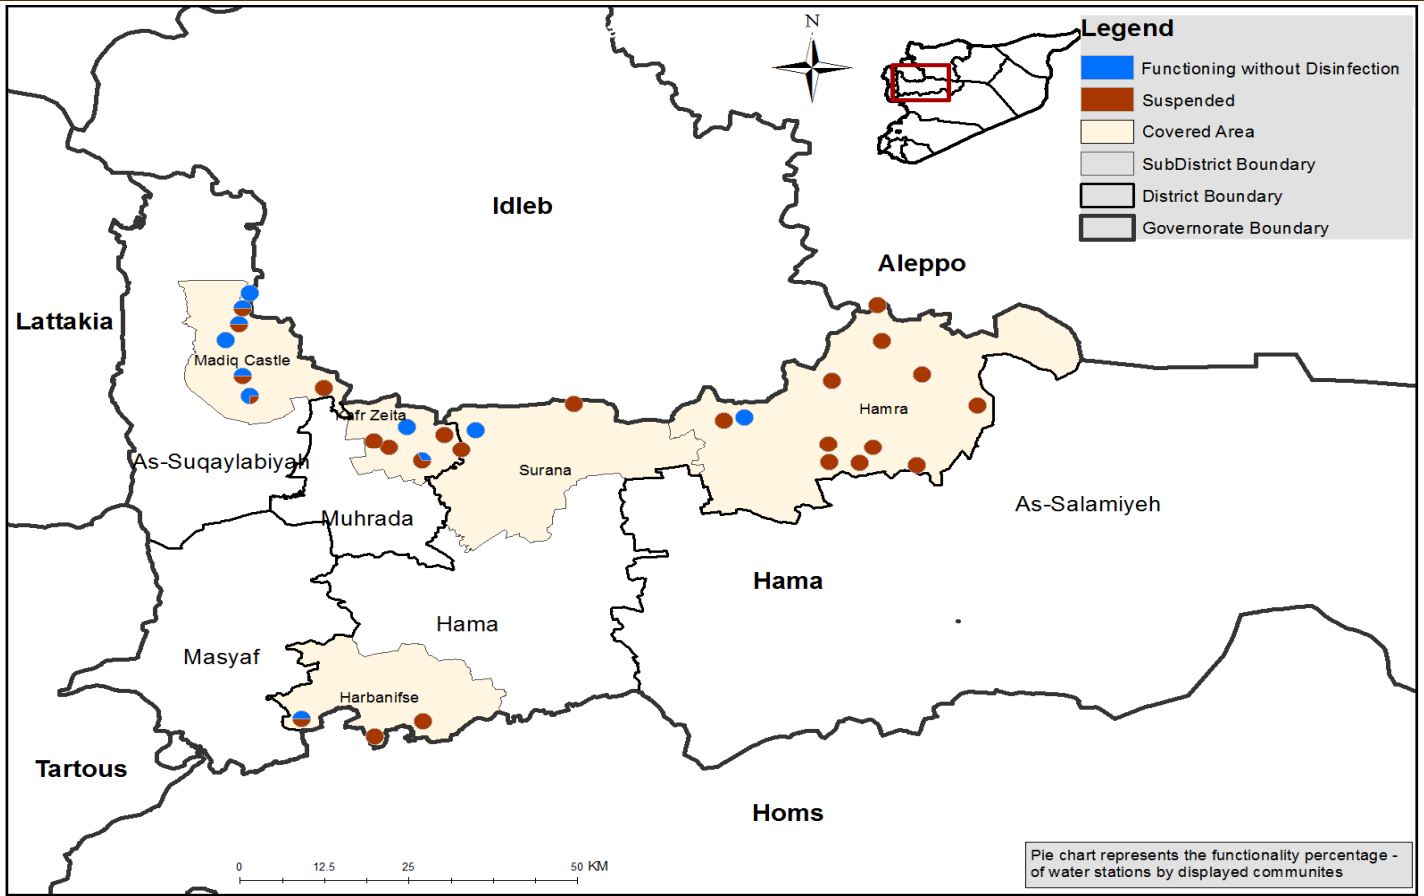 N
Legend
Functioning without Disinfection
Suspended
Covered Area
SubDistrict Boundary
District Boundary
Governorate Boundary
Idleb
Aleppo
Lattakia
Madiq Castle
Kafr Zeita
Hamra
As-Suqaylabiyah
Surana
Muhrada
As-Salamiyeh
Hama
Hama
Masyaf
Harbanifse
Tartous
Homs
0 12.5 25 50 KM
Pie chart represents the functionality percentage -
of water stations by displayed communites